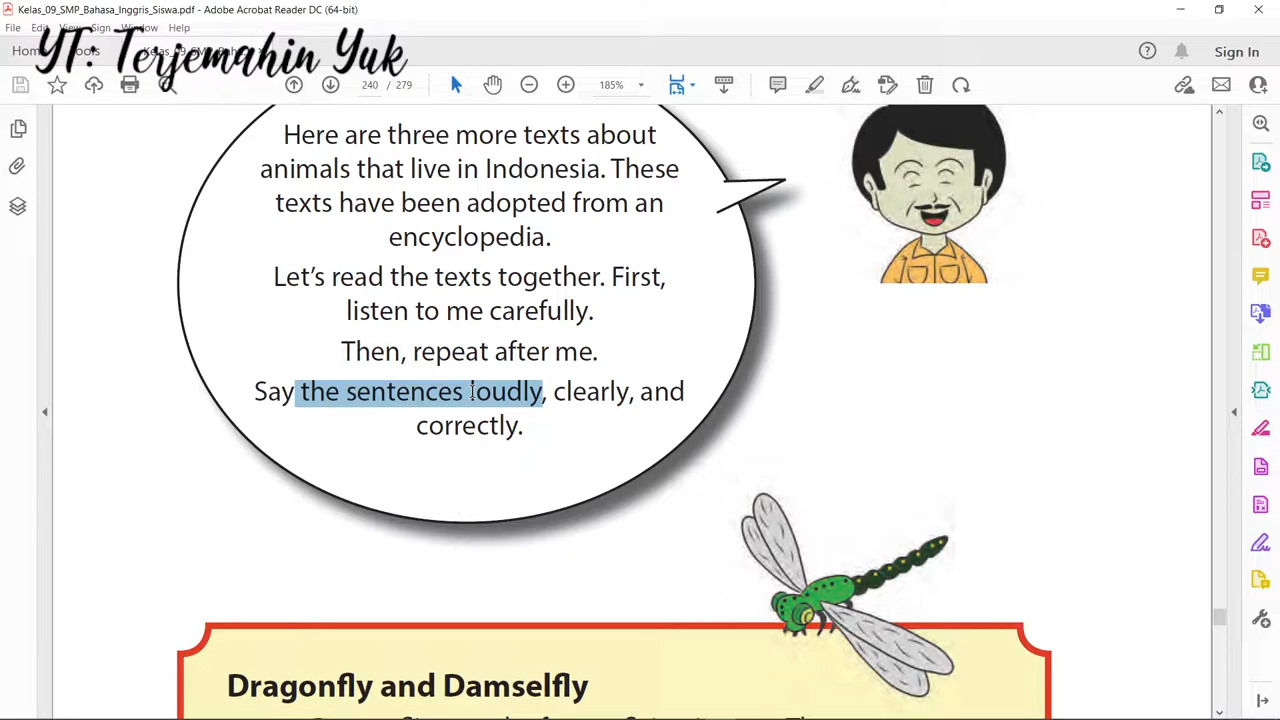 Kelas_09_SMP_Bahasa_Inggris_Siswa.pdf - Adobe Acrobat Reader DC (64-bit)
File Edit View Sign Window Help
YT: Terjemahin Yuk
Home Tools
Sign In
240 / 279
185%
Here are three more texts about
animals that live in Indonesia. These
texts have been adopted from an
encyclopedia.
Let's read the texts together. First,
listen to me carefully.
Then, repeat after me.
Say the sentences loudly, clearly, and
correctly.
Dragonfly and Damselfly